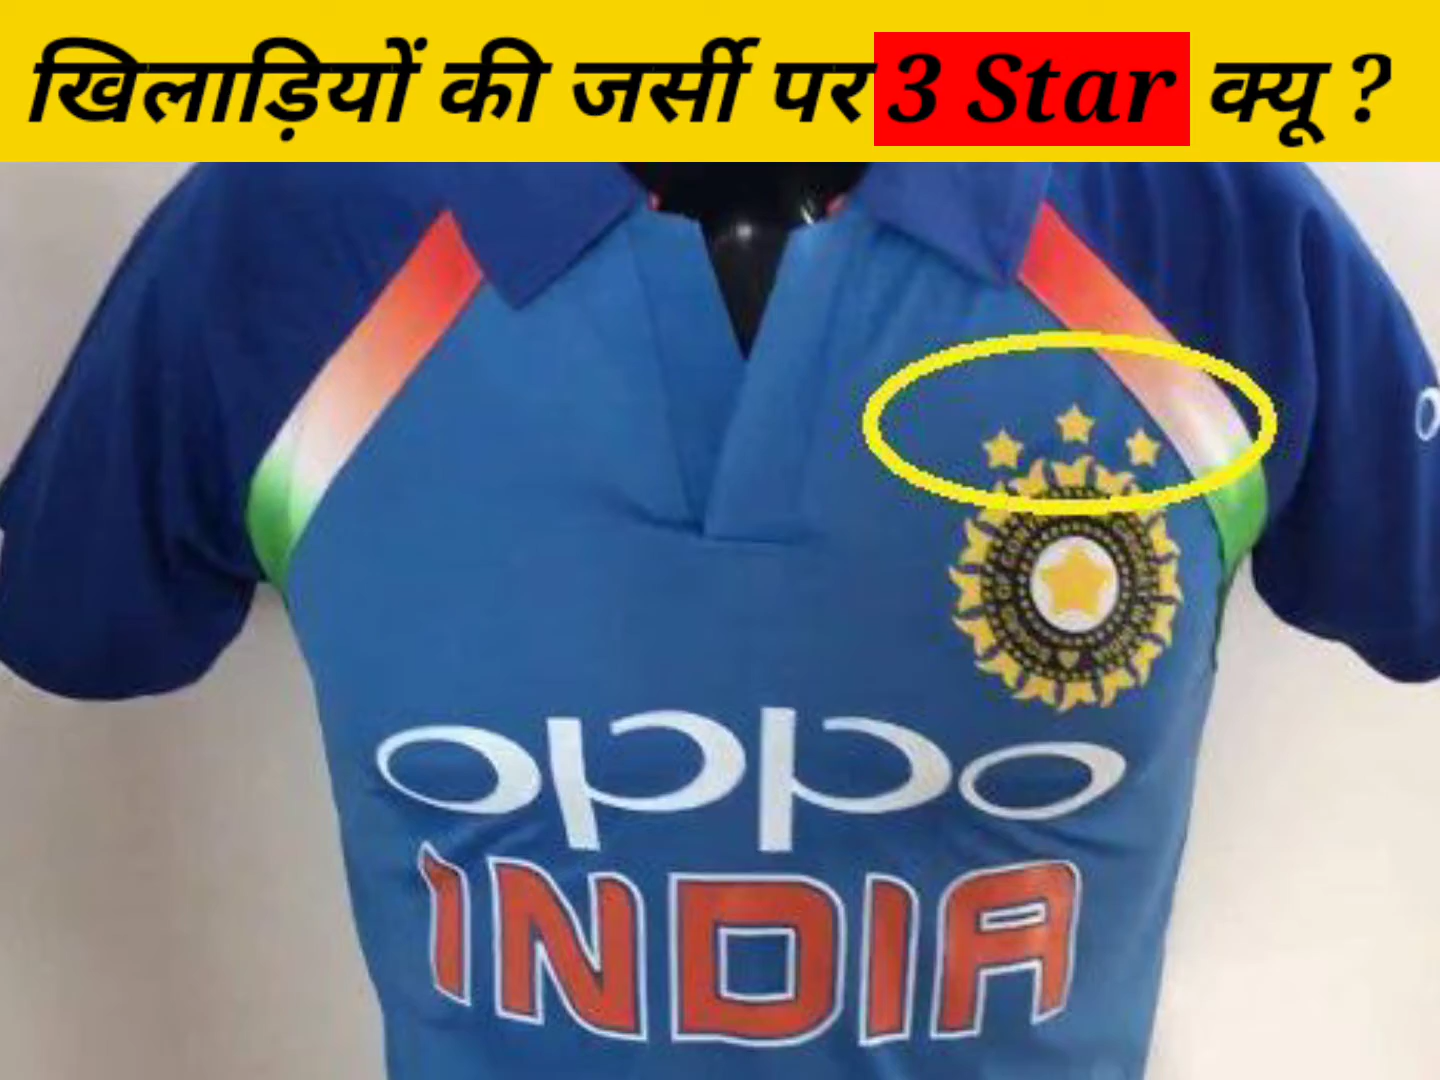 खिलाड़ियों की जर्सी पर 3 Star क्यू ?
oppo
INDIA